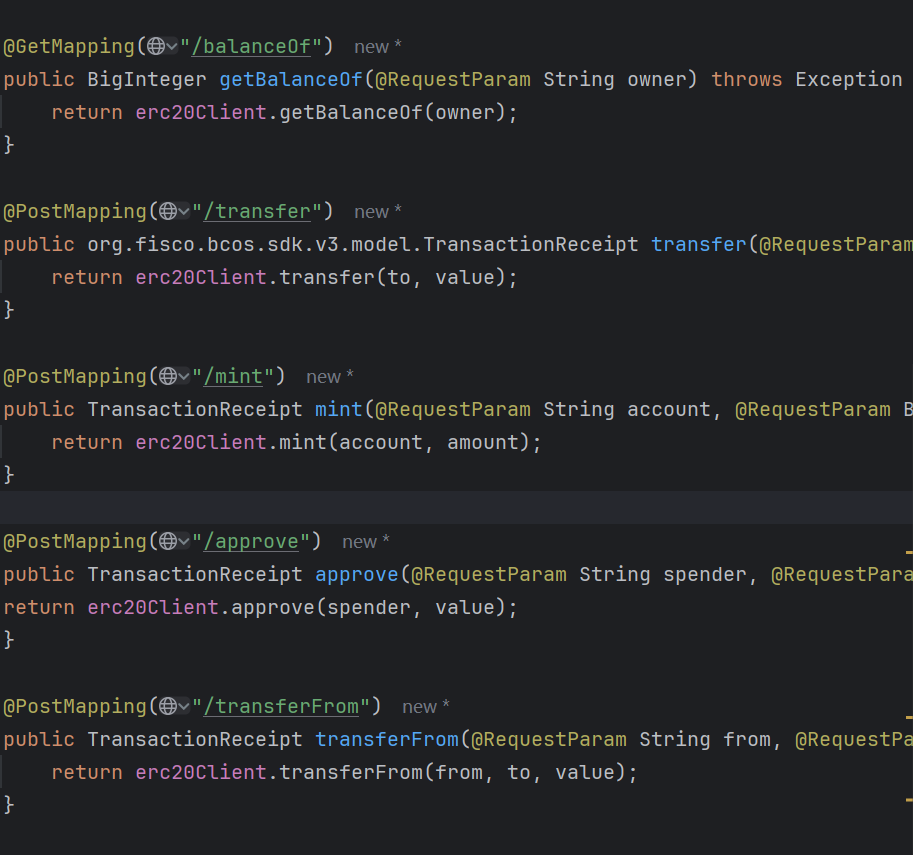 @GetMapping("/balanceOf") new *
public BigInteger getBalanceOf(@RequestParam String owner) throws Exception
    return erc20Client.getBalanceOf(owner);
}
@PostMapping("/transfer") new *
public org.fisco.bcos.sdk.v3.model.TransactionReceipt transfer(@RequestParam
    return erc20Client.transfer(to, value);
}
@PostMapping("/mint") new *
public TransactionReceipt mint(@RequestParam String account, @RequestParam B
    return erc20Client.mint(account, amount);
}
@PostMapping("/approve") new *
public TransactionReceipt approve(@RequestParam String spender, @RequestPara
return erc20Client.approve(spender, value);
}
@PostMapping("/transferFrom") new *
public TransactionReceipt transferFrom(@RequestParam String from, @RequestPa
    return erc20Client.transferFrom(from, to, value);
}